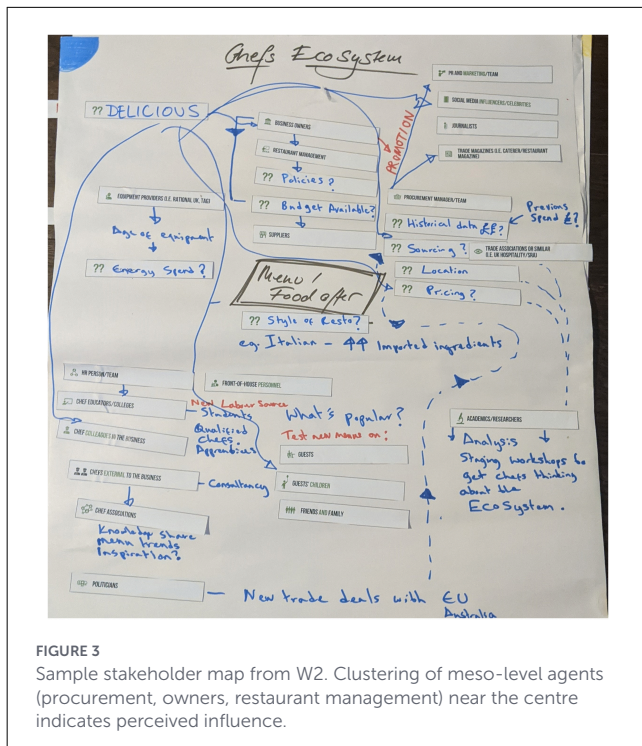 Chefs EcoSystem
?? DELICIOUS
BUSINESS OWNERS
RESTAURANT MANAGEMENT
?? Policies?
?? Budget Available?
SUPPLIERS
PROMOTION
PR AND MARKETING/TEAM
SOCIAL MEDIA INFLUENCERS/CELEBRITIES
JOURNALISTS
TRADE MAGAZINES (I.E. CATERER/RESTAURANT
MAGAZINE)
EQUIPMENT PROVIDERS (I.E. RATIONAL UK, TAG)
Age of equipment
?? Energy Spend?
PROCUREMENT MANAGER/TEAM
?? Historical data ££?
Previous
Spend £?
?? Sourcing?
TRADE ASSOCIATIONS OR SIMILAR
(I.E. UK HOSPITALITY/SRA)
?? Location
?? Pricing?
Menu /
Food offer
?? Style of Resto?
eg. Italian - Imported ingredients
HR PERSON/TEAM
CHEF EDUCATORS/COLLEGES
New Labour Source
Students
CHEF COLLEAGUE IN THE BUSINESS
Qualified
Chefs.
Apprentices
CHEFS EXTERNAL TO THE BUSINESS
Consultancy
CHEF ASSOCIATIONS
Knowledge share
menu trends
Inspiration?
FRONT-OF-HOUSE PERSONNEL
What's popular?
Test new menus on:
GUESTS
GUESTS' CHILDREN
FRIENDS AND FAMILY
ACADEMICS/RESEARCHERS
Analysis
Staging workshops to
get chefs thinking
about the
EcoSystem.
POLITICIANS
- New trade deals with EU
Australia
FIGURE 3
Sample stakeholder map from W2. Clustering of meso-level agents
(procurement, owners, restaurant management) near the centre
indicates perceived influence.